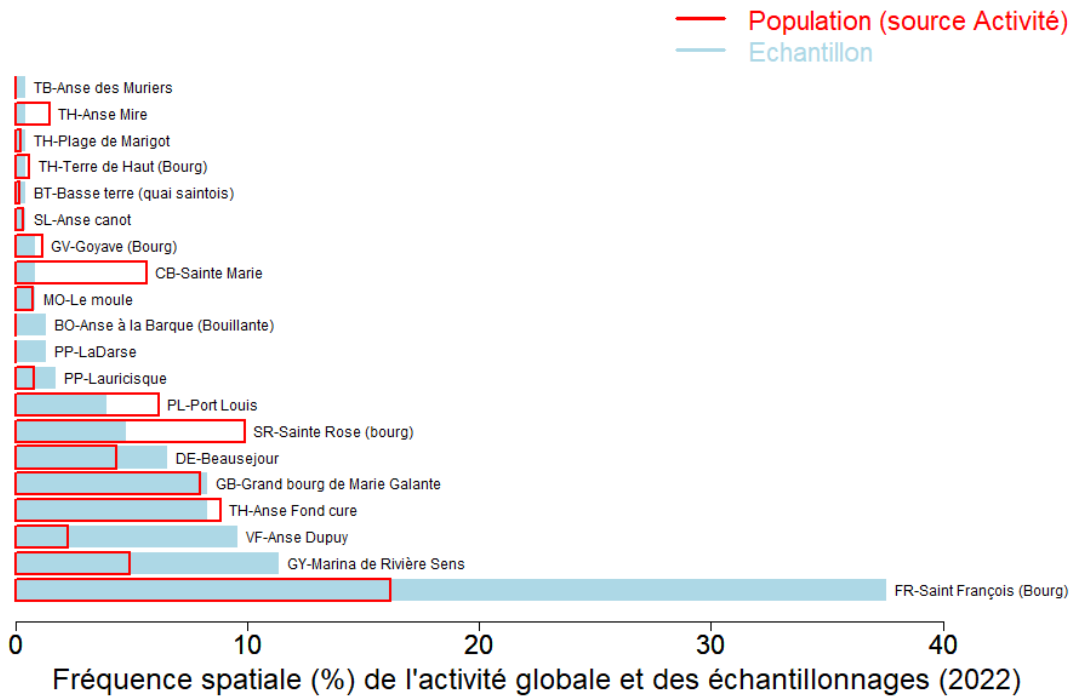 Population (source Activité)
Echantillon
TB-Anse des Muriers
TH-Anse Mire
TH-Plage de Marigot
TH-Terre de Haut (Bourg)
BT-Basse terre (quai saintois)
SL-Anse canot
GV-Goyave (Bourg)
CB-Sainte Marie
MO-Le moule
BO-Anse à la Barque (Bouillante)
PP-LaDarse
PP-Lauricisque
PL-Port Louis
SR-Sainte Rose (bourg)
DE-Beausejour
GB-Grand bourg de Marie Galante
TH-Anse Fond cure
VF-Anse Dupuy
GY-Marina de Rivière Sens
FR-Saint François (Bourg)
0 10 20 30 40
Fréquence spatiale (%) de l'activité globale et des échantillonnages (2022)